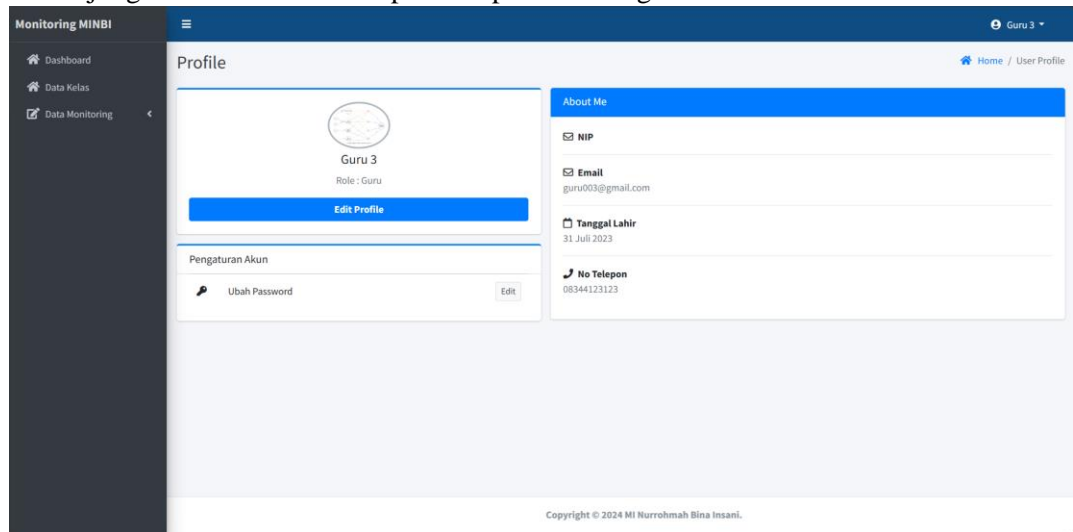 Monitoring MINBI
Guru 3
Dashboard
Data Kelas
Data Monitoring
Profile
Home / User Profile
Guru 3
Role : Guru
Edit Profile
Pengaturan Akun
Ubah Password
Edit
About Me
NIP
Email
guru003@gmail.com
Tanggal Lahir
31 Juli 2023
No Telepon
08344123123
Copyright © 2024 MI Nurrohmah Bina Insani.